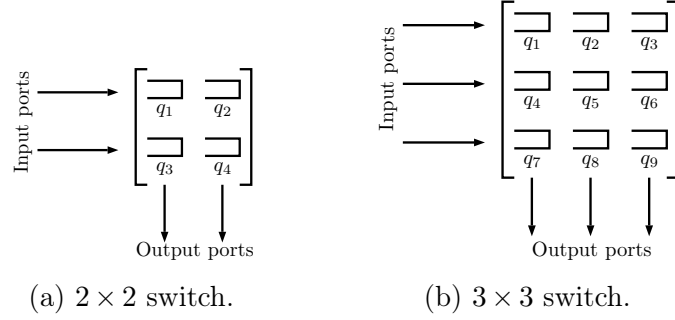 Input ports
q1 q2
q3 q4
Output ports
(a) 2 × 2 switch.
Input ports
q1 q2 q3
q4 q5 q6
q7 q8 q9
Output ports
(b) 3 × 3 switch.